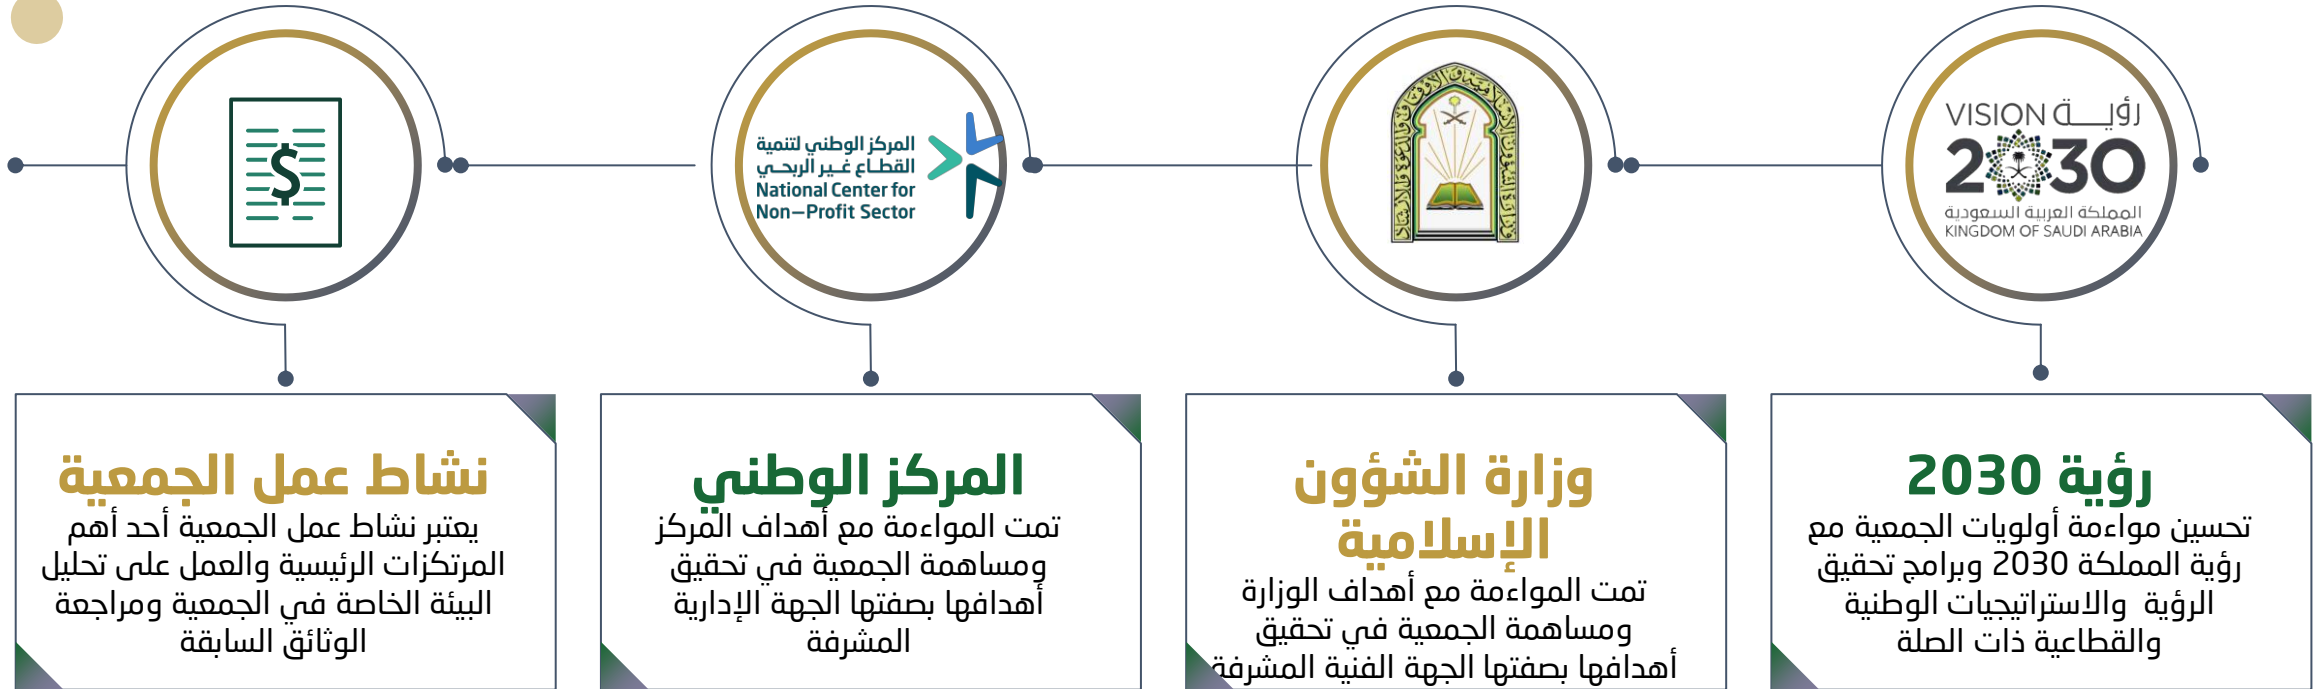 رؤيـــة VISION
2030
المملكة العربية السعودية
KINGDOM OF SAUDI ARABIA
المركز الوطني لتنمية
القطـاع غـير الربحــي
National Center for
Non–Profit Sector
$
رؤية 2030
تحسين مواءمة أولويات الجمعية مع
رؤية المملكة 2030 وبرامج تحقيق
الرؤية والاستراتيجيات الوطنية
والقطاعية ذات الصلة
وزارة الشؤون
الإسلامية
تمت المواءمة مع أهداف الوزارة
ومساهمة الجمعية في تحقيق
أهدافها بصفتها الجهة الفنية المشرفة
المركز الوطني
تمت المواءمة مع أهداف المركز
ومساهمة الجمعية في تحقيق
أهدافها بصفتها الجهة الإدارية
المشرفة
نشاط عمل الجمعية
يعتبر نشاط عمل الجمعية أحد أهم
المرتكزات الرئيسية والعمل على تحليل
البيئة الخاصة في الجمعية ومراجعة
الوثائق السابقة